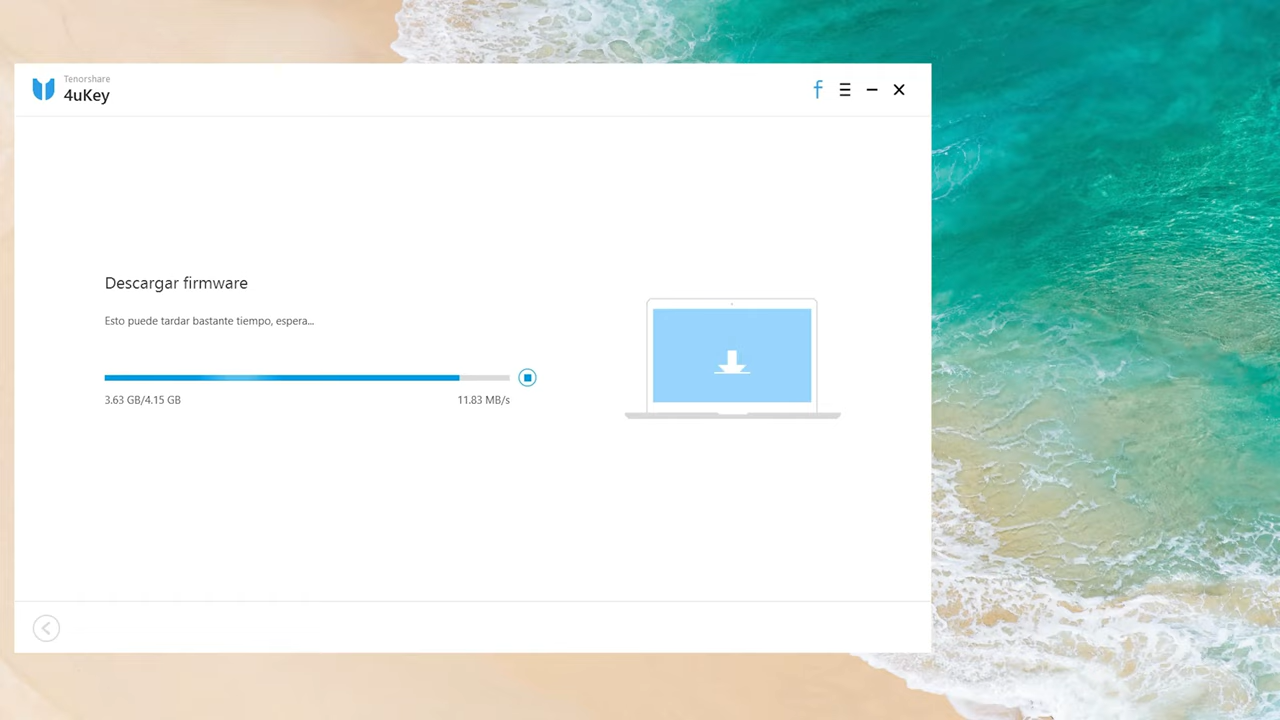 Tenorshare
4uKey
Descargar firmware
Esto puede tardar bastante tiempo, espera...
3.63 GB/4.15 GB
11.83 MB/s